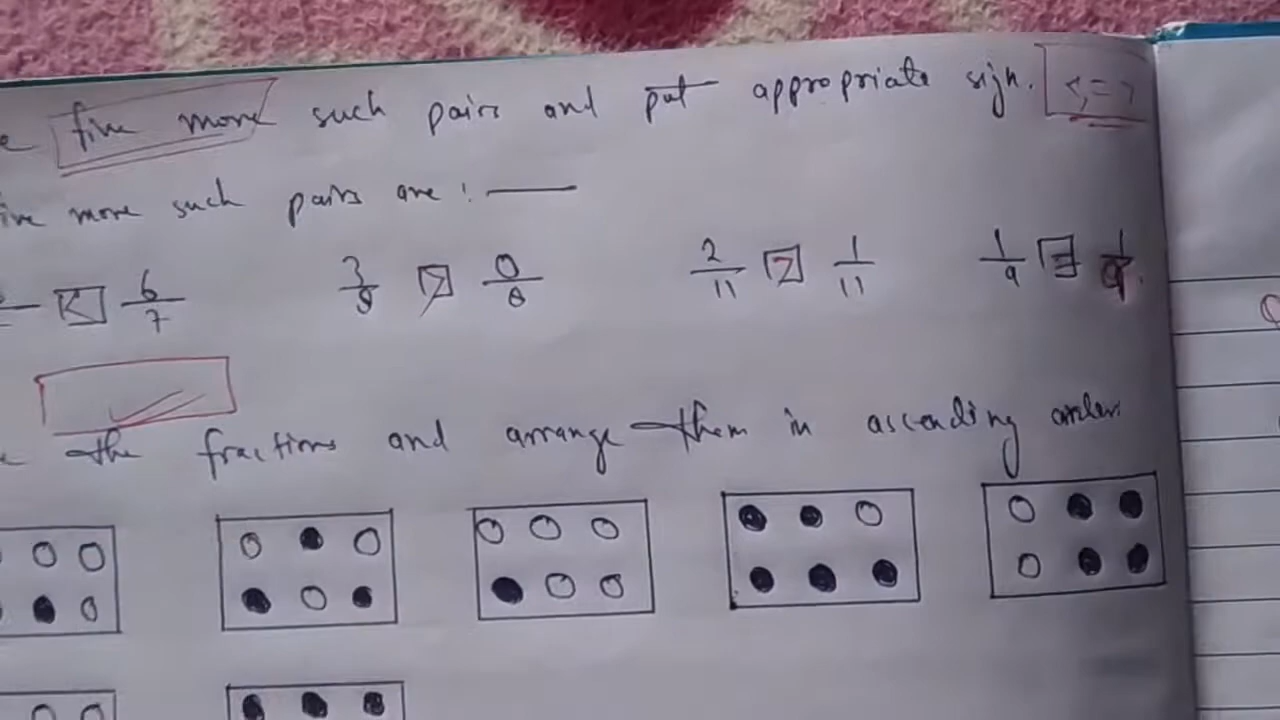 five more such pairs and put appropriate sign. <, = >
more such pairs are : —
< 6/7 3/8 > 0/8 2/11 > 1/11 1/9 = 1/9.
the fractions and arrange them in ascending order.